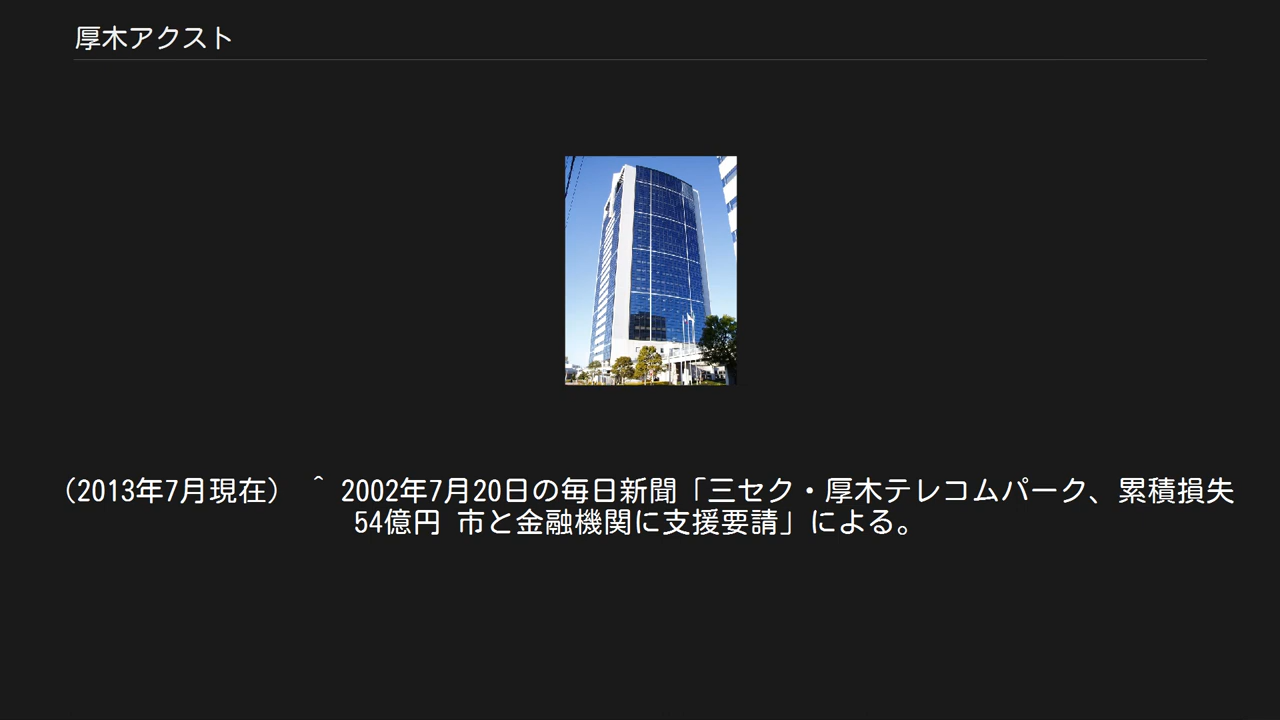 厚木アクスト
（2013年7月現在） ^ 2002年7月20日の毎日新聞「三セク・厚木テレコムパーク、累積損失
54億円 市と金融機関に支援要請」による。